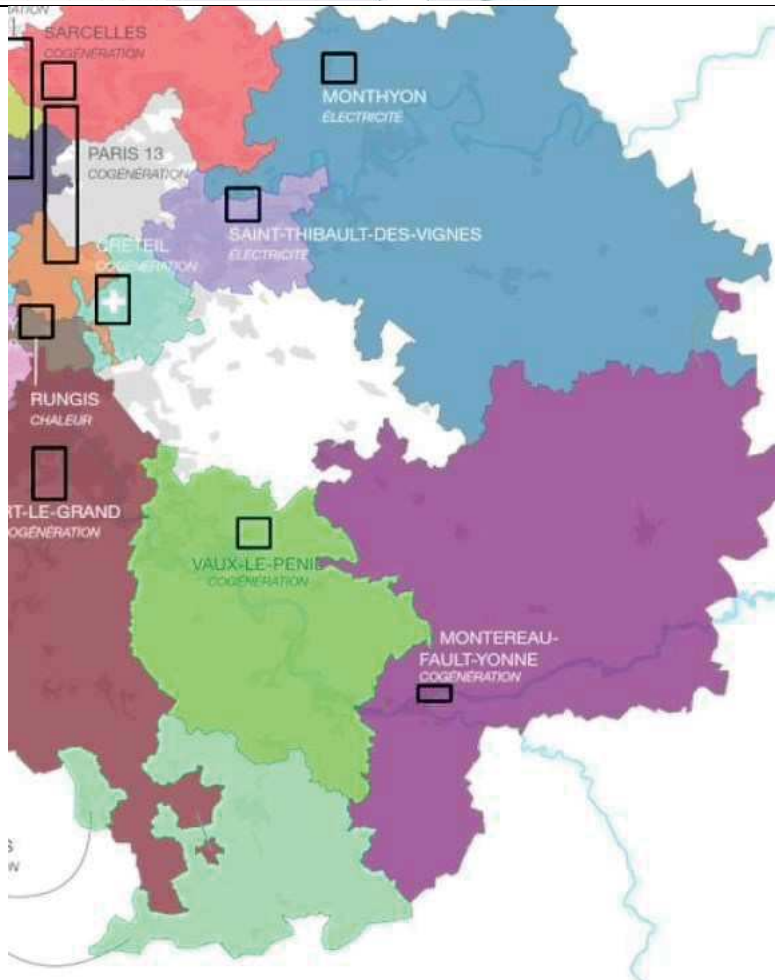 SARCELLES
COGÉNÉRATION
MONTHYON
ÉLECTRICITÉ
PARIS 13
COGÉNÉRATION
SAINT-THIBAULT-DES-VIGNES
ÉLECTRICITÉ
CRÉTEIL
COGÉNÉRATION
RUNGIS
CHALEUR
RT-LE-GRAND
COGÉNÉRATION
VAUX-LE-PENIL
COGÉNÉRATION
MONTEREAU-
FAULT-YONNE
COGÉNÉRATION
S